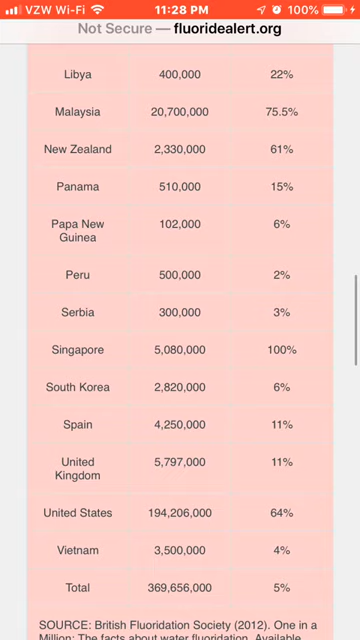 VZW Wi-Fi 11:28 PM 100%
Not Secure — fluoridealert.org
Libya 400,000 22%
Malaysia 20,700,000 75.5%
New Zealand 2,330,000 61%
Panama 510,000 15%
Papa New
Guinea 102,000 6%
Peru 500,000 2%
Serbia 300,000 3%
Singapore 5,080,000 100%
South Korea 2,820,000 6%
Spain 4,250,000 11%
United
Kingdom 5,797,000 11%
United States 194,206,000 64%
Vietnam 3,500,000 4%
Total 369,656,000 5%
SOURCE: British Fluoridation Society (2012). One in a
Million: The facts about water fluoridation. Available